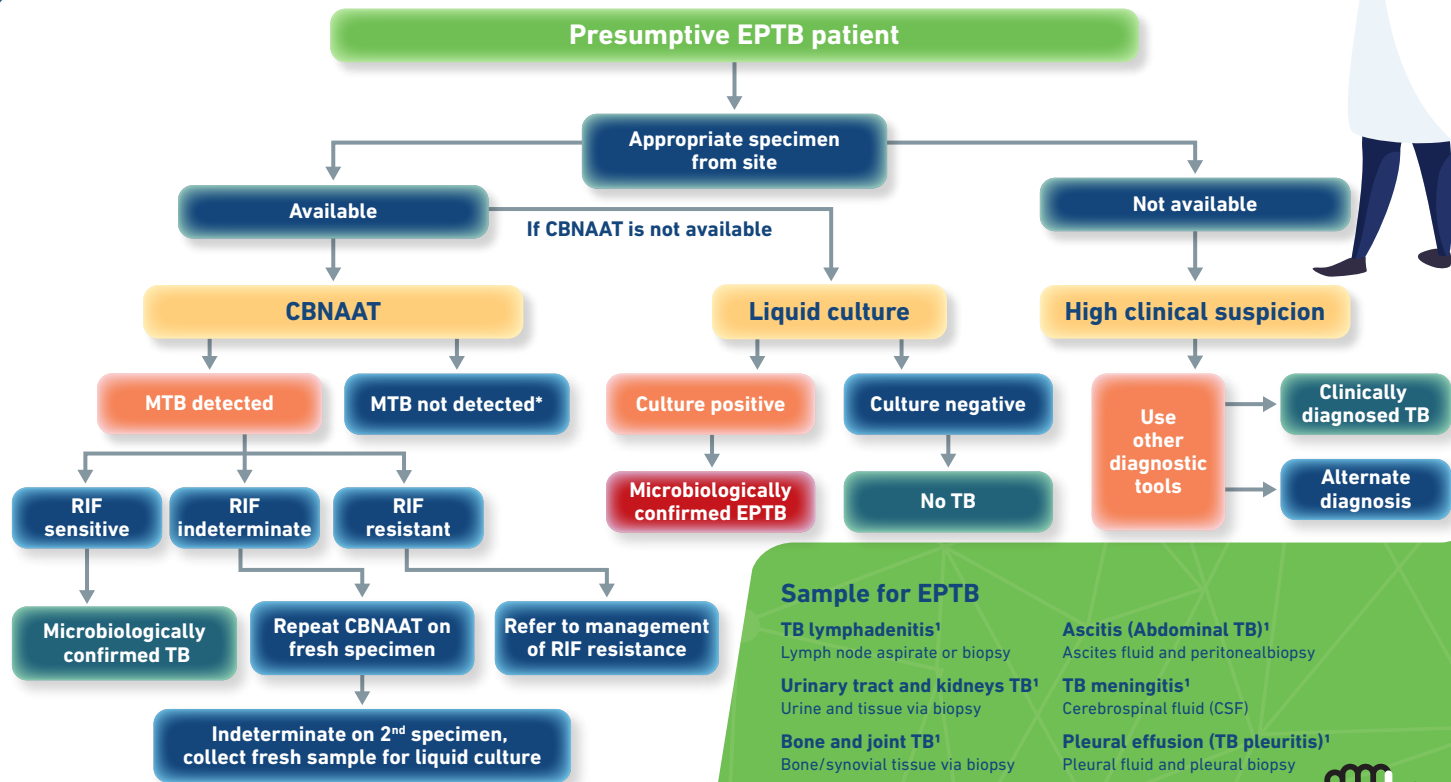 Presumptive EPTB patient
Appropriate specimen
from site
Available
If CBNAAT is not available
Not available
CBNAAT
Liquid culture
High clinical suspicion
MTB detected
MTB not detected*
Culture positive
Culture negative
Use
other
diagnostic
tools
Clinically
diagnosed TB
Alternate
diagnosis
RIF
sensitive
RIF
indeterminate
RIF
resistant
Microbiologically
confirmed EPTB
No TB
Microbiologically
confirmed TB
Repeat CBNAAT on
fresh specimen
Refer to management
of RIF resistance
Indeterminate on 2nd specimen,
collect fresh sample for liquid culture
Sample for EPTB
TB lymphadenitis¹
Lymph node aspirate or biopsy
Urinary tract and kidneys TB¹
Urine and tissue via biopsy
Bone and joint TB¹
Bone/synovial tissue via biopsy
Ascitis (Abdominal TB)¹
Ascites fluid and peritonealbiopsy
TB meningitis¹
Cerebrospinal fluid (CSF)
Pleural effusion (TB pleuritis)¹
Pleural fluid and pleural biopsy